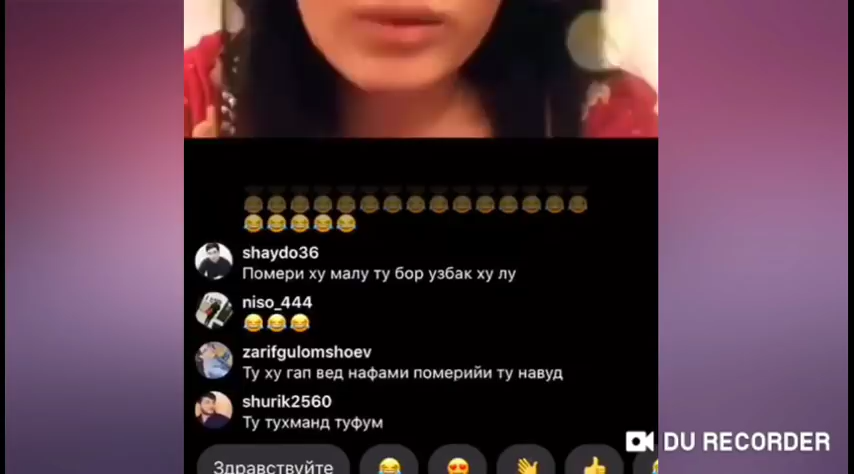 shaydo36
Помери ху малу ту бор узбак ху лу
niso_444
zarifgulomshoev
Ту ху гап вед нафами померийи ту навуд
shurik2560
Ту тухманд туфум
Здравствуйте
DU RECORDER